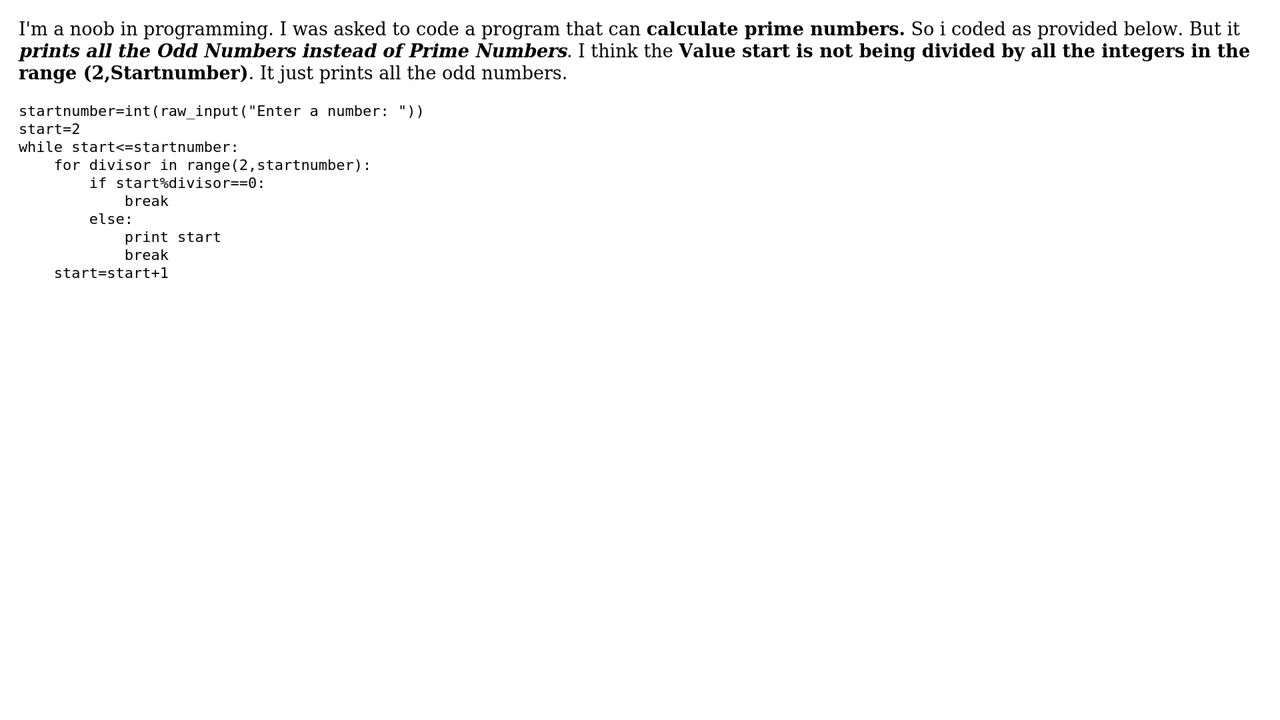 I'm a noob in programming. I was asked to code a program that can calculate prime numbers. So i coded as provided below. But it
prints all the Odd Numbers instead of Prime Numbers. I think the Value start is not being divided by all the integers in the
range (2,Startnumber). It just prints all the odd numbers.
startnumber=int(raw_input("Enter a number: "))
start=2
while start<=startnumber:
    for divisor in range(2,startnumber):
        if start%divisor==0:
            break
        else:
            print start
            break
    start=start+1